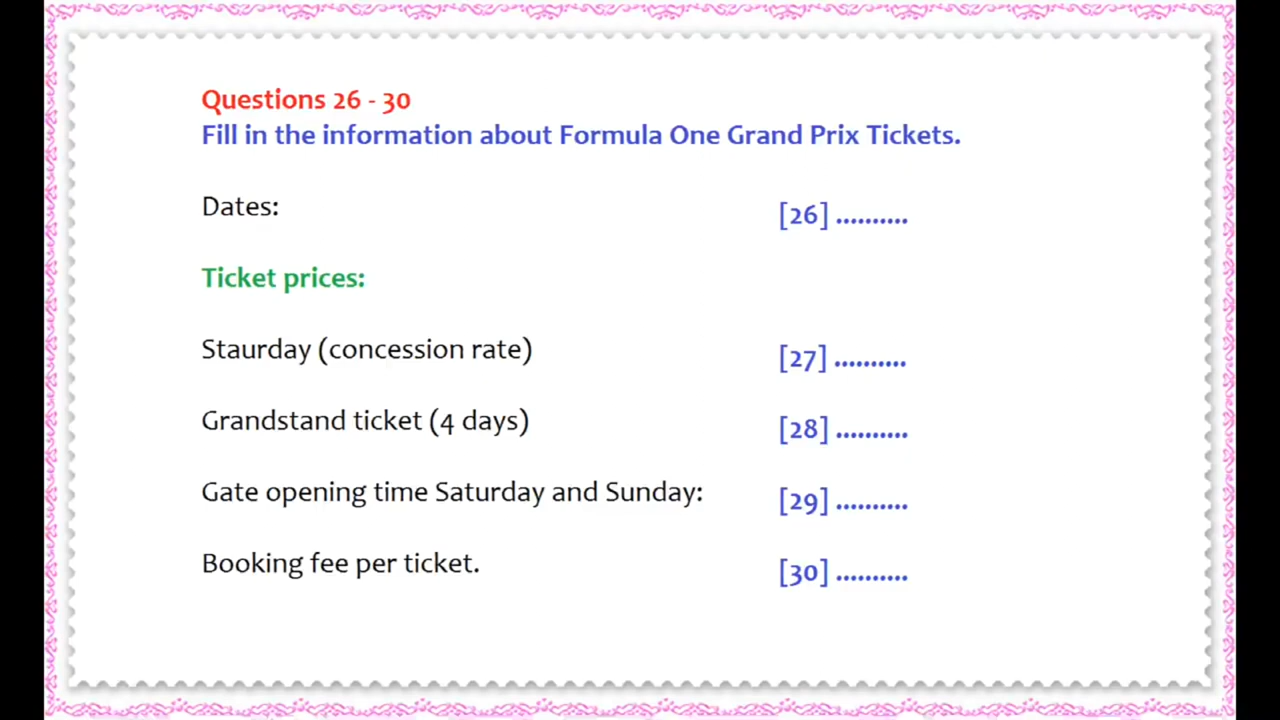 Questions 26 - 30
Fill in the information about Formula One Grand Prix Tickets.
Dates: [26] ..........
Ticket prices:
Staurday (concession rate) [27] ..........
Grandstand ticket (4 days) [28] ..........
Gate opening time Saturday and Sunday: [29] ..........
Booking fee per ticket. [30] ..........